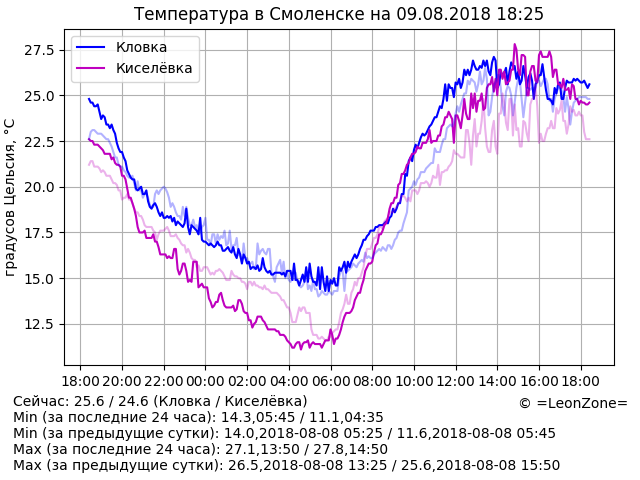 Температура в Смоленске на 09.08.2018 18:25
градусов Цельсия, °C
27.5
25.0
22.5
20.0
17.5
15.0
12.5
Кловка
Киселёвка
18:00 20:00 22:00 00:00 02:00 04:00 06:00 08:00 10:00 12:00 14:00 16:00 18:00
Сейчас: 25.6 / 24.6 (Кловка / Киселёвка)
© =LeonZone=
Min (за последние 24 часа): 14.3,05:45 / 11.1,04:35
Min (за предыдущие сутки): 14.0,2018-08-08 05:25 / 11.6,2018-08-08 05:45
Max (за последние 24 часа): 27.1,13:50 / 27.8,14:50
Max (за предыдущие сутки): 26.5,2018-08-08 13:25 / 25.6,2018-08-08 15:50